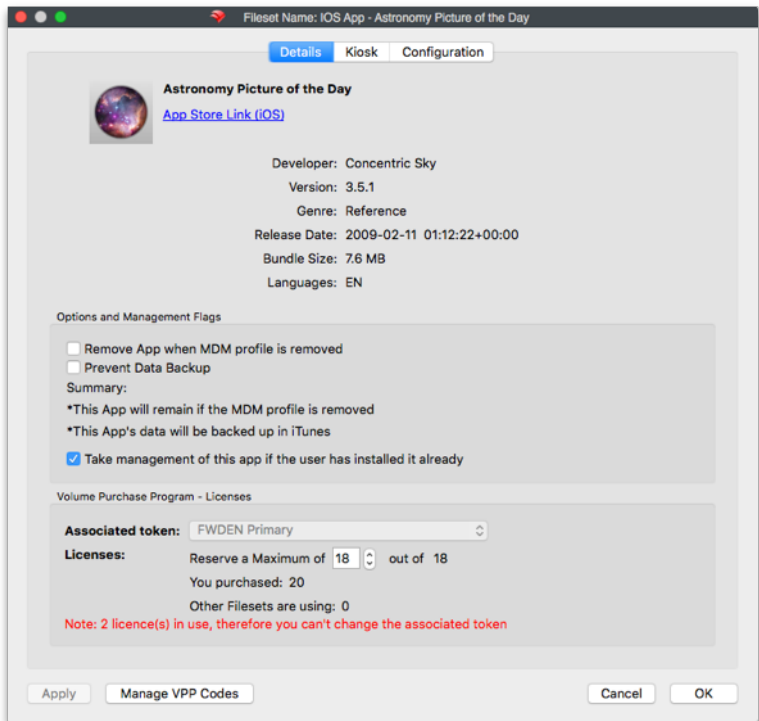 Fileset Name: IOS App - Astronomy Picture of the Day
Details Kiosk Configuration
Astronomy Picture of the Day
App Store Link (iOS)
Developer: Concentric Sky
Version: 3.5.1
Genre: Reference
Release Date: 2009-02-11 01:12:22+00:00
Bundle Size: 7.6 MB
Languages: EN
Options and Management Flags
Remove App when MDM profile is removed
Prevent Data Backup
Summary:
*This App will remain if the MDM profile is removed
*This App's data will be backed up in iTunes
Take management of this app if the user has installed it already
Volume Purchase Program - Licenses
Associated token: FWDEN Primary
Licenses: Reserve a Maximum of 18 out of 18
You purchased: 20
Other Filesets are using: 0
Note: 2 licence(s) in use, therefore you can't change the associated token
Apply Manage VPP Codes Cancel OK